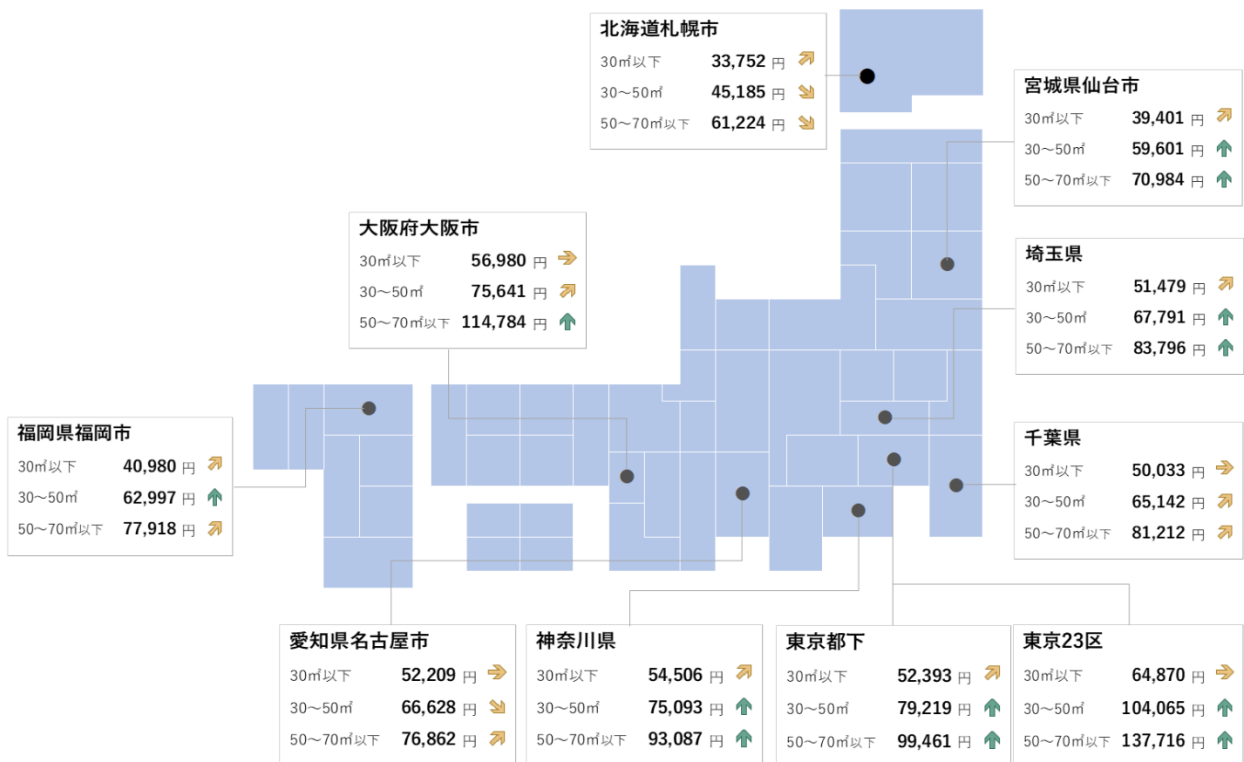 北海道札幌市
30㎡以下 33,752 円
30～50㎡ 45,185 円
50～70㎡以下 61,224 円
宮城県仙台市
30㎡以下 39,401 円
30～50㎡ 59,601 円
50～70㎡以下 70,984 円
大阪府大阪市
30㎡以下 56,980 円
30～50㎡ 75,641 円
50～70㎡以下 114,784 円
埼玉県
30㎡以下 51,479 円
30～50㎡ 67,791 円
50～70㎡以下 83,796 円
福岡県福岡市
30㎡以下 40,980 円
30～50㎡ 62,997 円
50～70㎡以下 77,918 円
千葉県
30㎡以下 50,033 円
30～50㎡ 65,142 円
50～70㎡以下 81,212 円
愛知県名古屋市
30㎡以下 52,209 円
30～50㎡ 66,628 円
50～70㎡以下 76,862 円
神奈川県
30㎡以下 54,506 円
30～50㎡ 75,093 円
50～70㎡以下 93,087 円
東京都下
30㎡以下 52,393 円
30～50㎡ 79,219 円
50～70㎡以下 99,461 円
東京23区
30㎡以下 64,870 円
30～50㎡ 104,065 円
50～70㎡以下 137,716 円